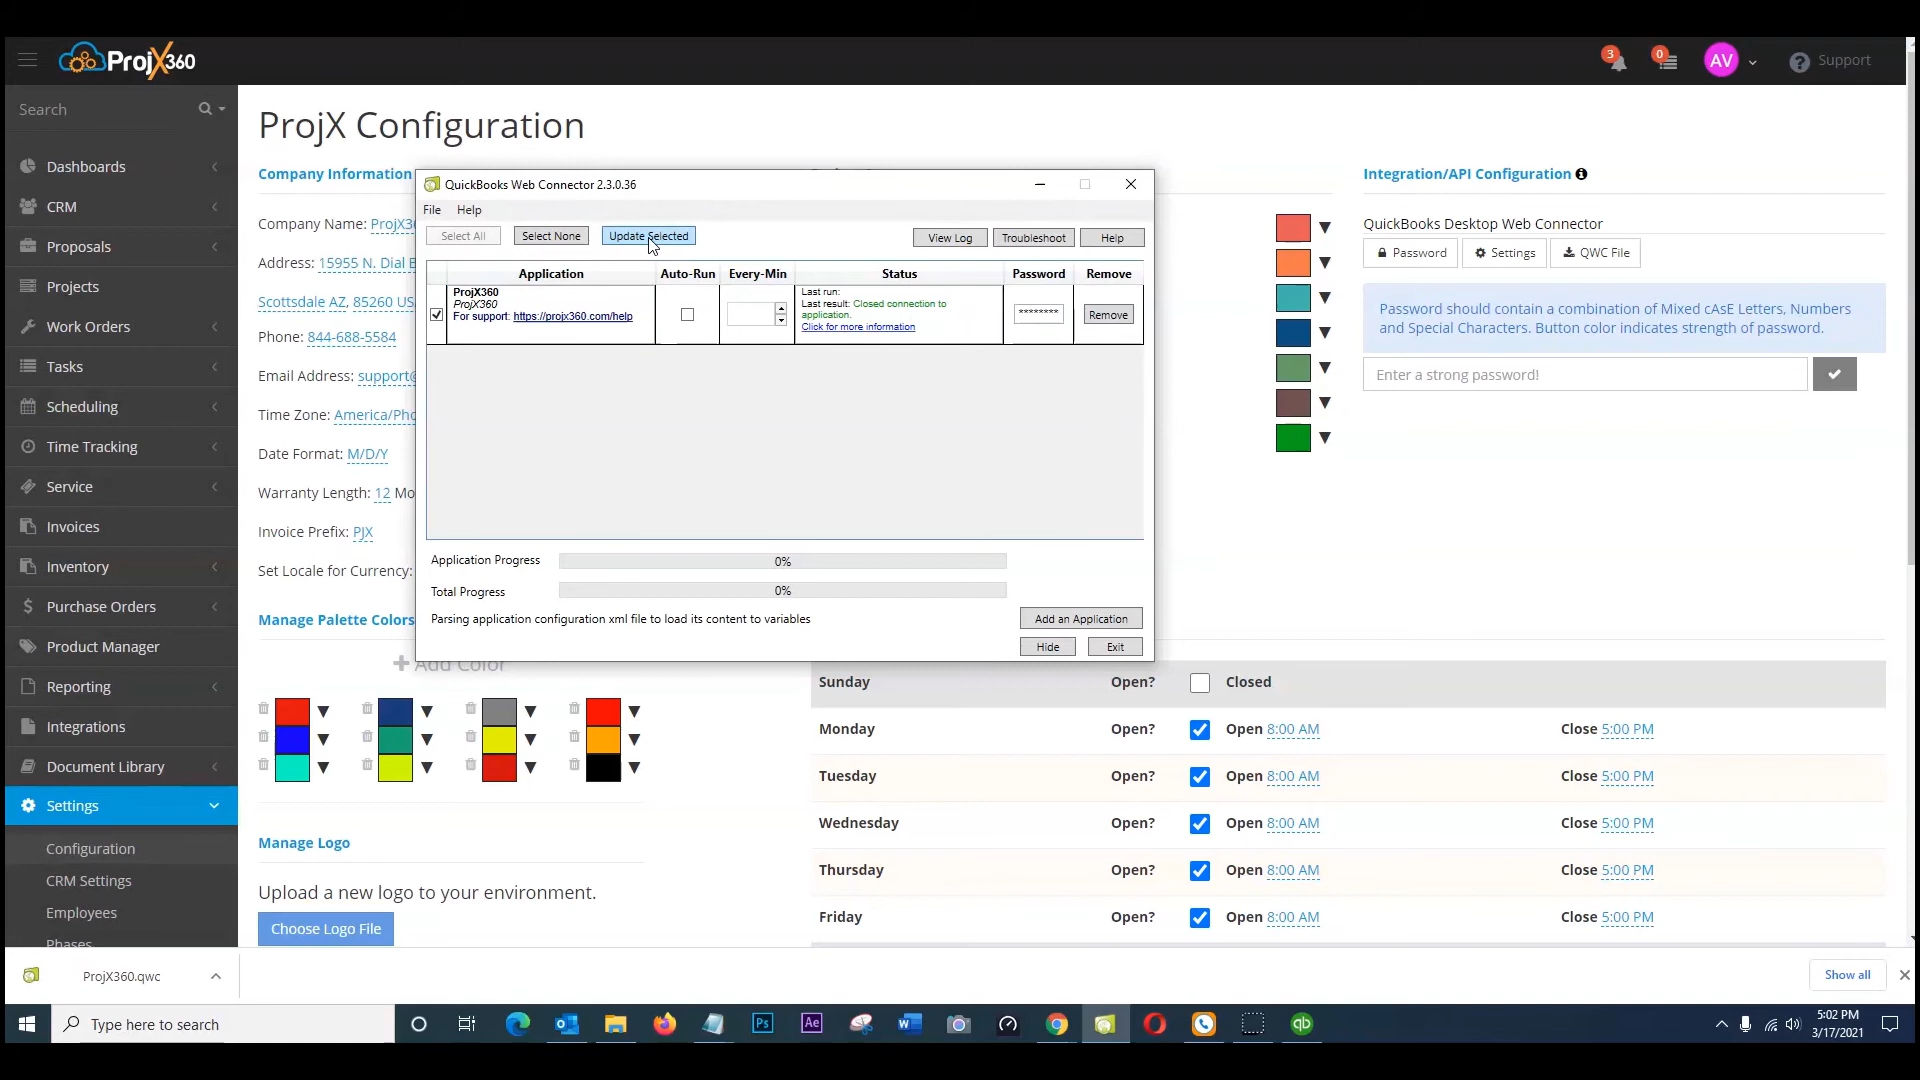 ProjX360
3
0
AV
Support
Search
Dashboards
CRM
Proposals
Projects
Work Orders
Tasks
Scheduling
Time Tracking
Service
Invoices
Inventory
Purchase Orders
Product Manager
Reporting
Integrations
Document Library
Settings
Configuration
CRM Settings
Employees
Phases
ProjX Configuration
Company Information
Company Name: ProjX36
Address: 15955 N. Dial B
Scottsdale AZ, 85260 US
Phone: 844-688-5584
Email Address: support@
Time Zone: America/Pho
Date Format: M/D/Y
Warranty Length: 12 Mo
Invoice Prefix: PJX
Set Locale for Currency:
Manage Palette Colors
Add Color
Manage Logo
Upload a new logo to your environment.
Choose Logo File
QuickBooks Web Connector 2.3.0.36
File Help
Select All Select None Update Selected View Log Troubleshoot Help
Application Auto-Run Every-Min Status Password Remove
ProjX360
ProjX360
For support: https://projx360.com/help
Last run:
Last result: Closed connection to
application.
Click for more information
********
Remove
Application Progress 0%
Total Progress 0%
Parsing application configuration xml file to load its content to variables
Add an Application
Hide Exit
Integration/API Configuration
QuickBooks Desktop Web Connector
Password Settings QWC File
Password should contain a combination of Mixed cAsE Letters, Numbers
and Special Characters. Button color indicates strength of password.
Enter a strong password!
Sunday Open? Closed
Monday Open? Open 8:00 AM Close 5:00 PM
Tuesday Open? Open 8:00 AM Close 5:00 PM
Wednesday Open? Open 8:00 AM Close 5:00 PM
Thursday Open? Open 8:00 AM Close 5:00 PM
Friday Open? Open 8:00 AM Close 5:00 PM
ProjX360.qwc
Show all
Type here to search
Ps
Ae
qb
5:02 PM
3/17/2021